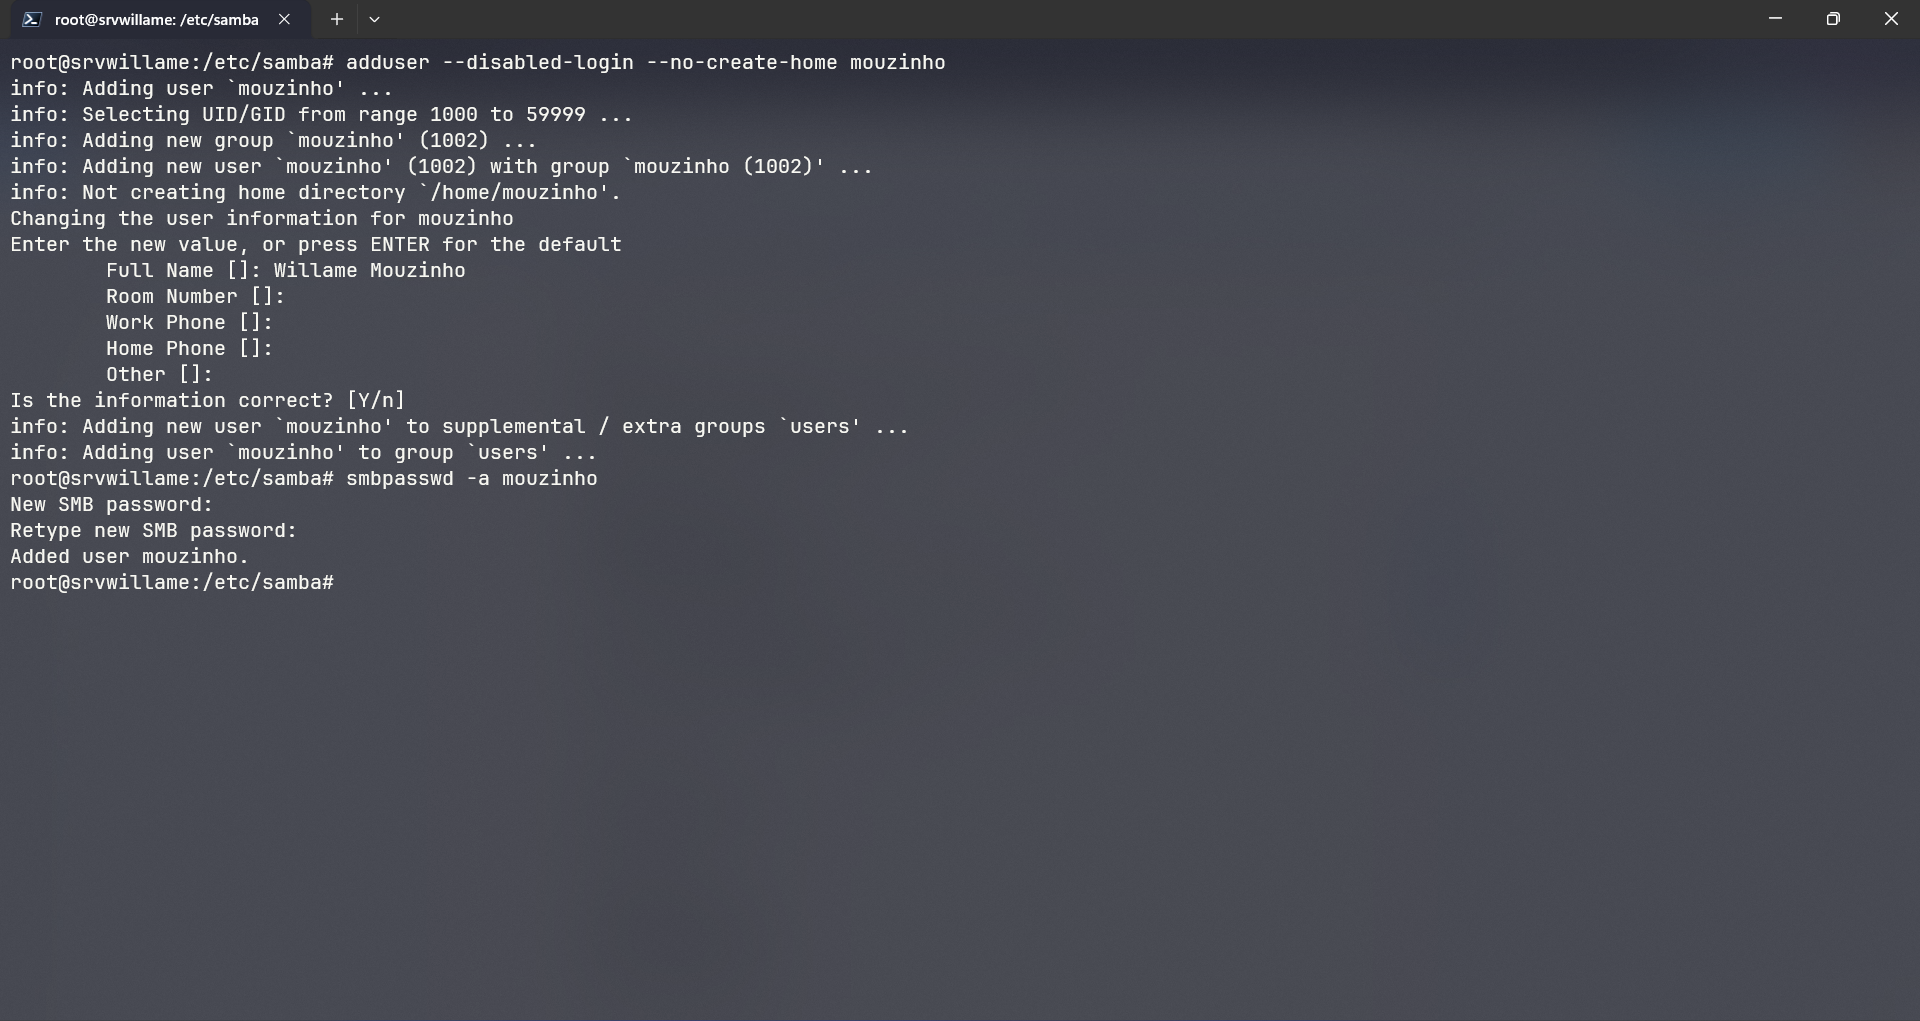 root@srvwillame: /etc/samba
root@srvwillame:/etc/samba# adduser --disabled-login --no-create-home mouzinho
info: Adding user `mouzinho' ...
info: Selecting UID/GID from range 1000 to 59999 ...
info: Adding new group `mouzinho' (1002) ...
info: Adding new user `mouzinho' (1002) with group `mouzinho (1002)' ...
info: Not creating home directory `/home/mouzinho'.
Changing the user information for mouzinho
Enter the new value, or press ENTER for the default
        Full Name []: Willame Mouzinho
        Room Number []:
        Work Phone []:
        Home Phone []:
        Other []:
Is the information correct? [Y/n]
info: Adding new user `mouzinho' to supplemental / extra groups `users' ...
info: Adding user `mouzinho' to group `users' ...
root@srvwillame:/etc/samba# smbpasswd -a mouzinho
New SMB password:
Retype new SMB password:
Added user mouzinho.
root@srvwillame:/etc/samba#